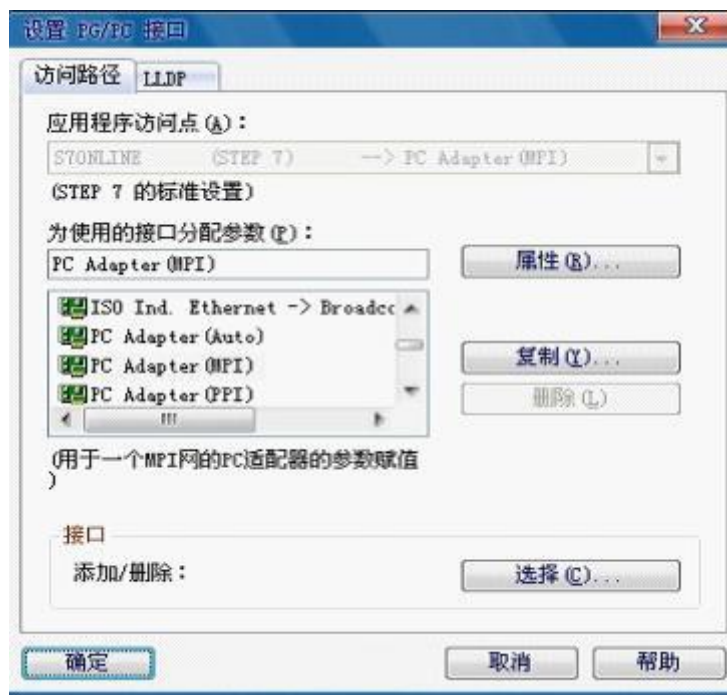 设置 PG/PC 接口
访问路径 LLDP
应用程序访问点(A):
S7ONLINE (STEP 7) --> PC Adapter(MPI)
(STEP 7 的标准设置)
为使用的接口分配参数(P):
PC Adapter(MPI)
属性(R)...
ISO Ind. Ethernet -> Broadcc
PC Adapter(Auto)
PC Adapter(MPI)
PC Adapter(PPI)
复制(Y)...
删除(L)
(用于一个MPI网的PC适配器的参数赋值
)
接口
添加/删除:
选择(C)...
确定 取消 帮助